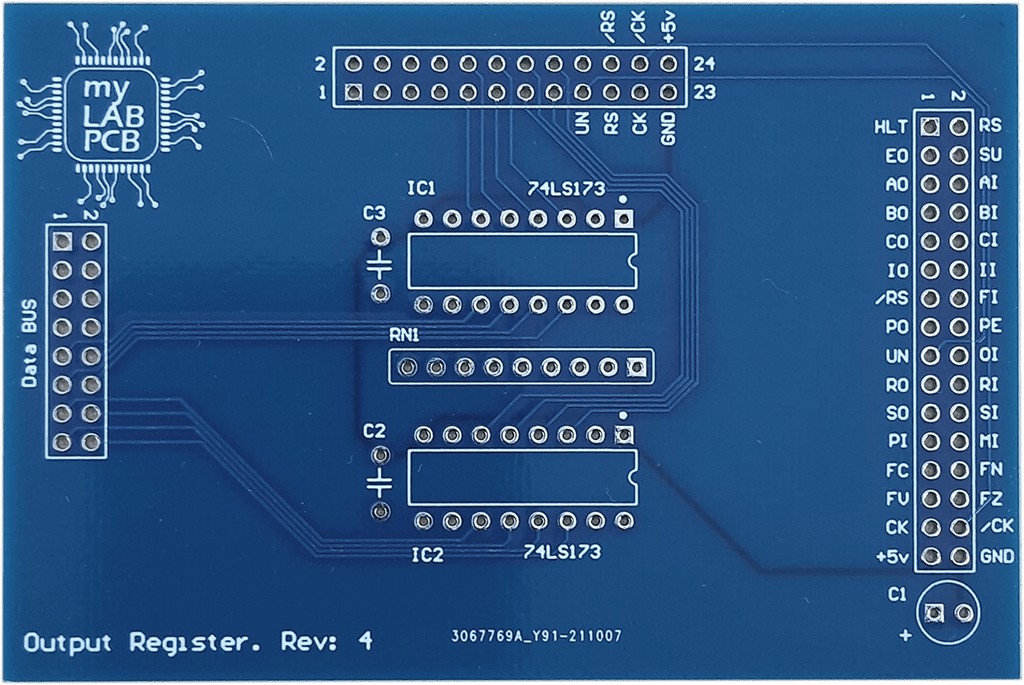 my
LAB
PCB
/RS /CK +5v
2 24
1 23
UN RS CK GND
IC1 74LS173
C3
1 2
Data BUS
RN1
C2
IC2 74LS173
1 2
HLT RS
EO SU
AO AI
BO BI
CO CI
IO II
/RS FI
PO PE
UN OI
RO RI
SO SI
PI MI
FC FN
FV FZ
CK /CK
+5v GND
C1
+
Output Register. Rev: 4
3067769A_Y91-211007